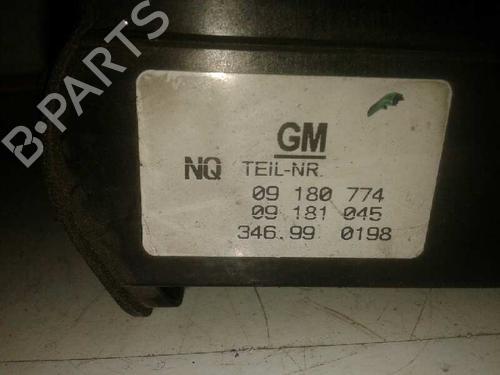 B-PARTS
GM
NQ TEIL-NR.
09 180 774
09 181 045
346.99 0198